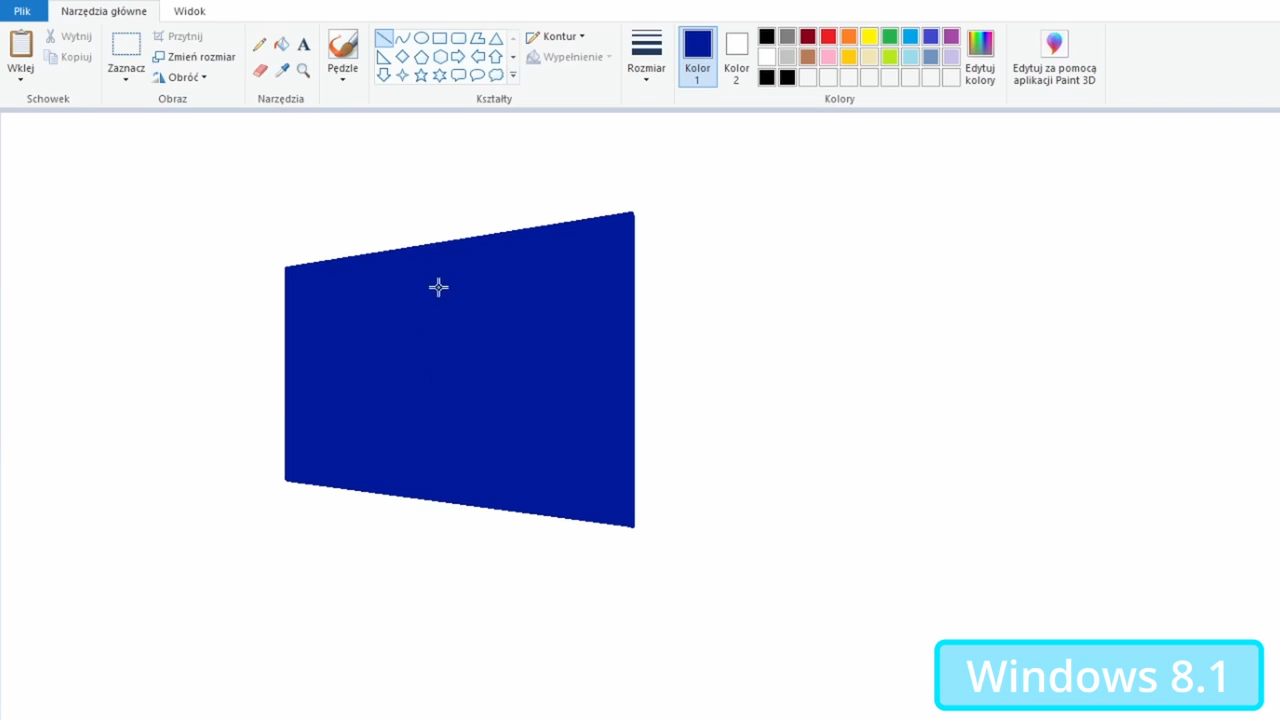 Plik Narzędzia główne Widok
Wklej
Wytnij
Kopiuj
Schowek
Zaznacz
Przytnij
Zmień rozmiar
Obróć
Obraz
A
Narzędzia
Pędzle
Kontur
Wypełnienie
Kształty
Rozmiar
Kolor
1
Kolor
2
Edytuj
kolory
Kolory
Edytuj za pomocą
aplikacji Paint 3D
Windows 8.1